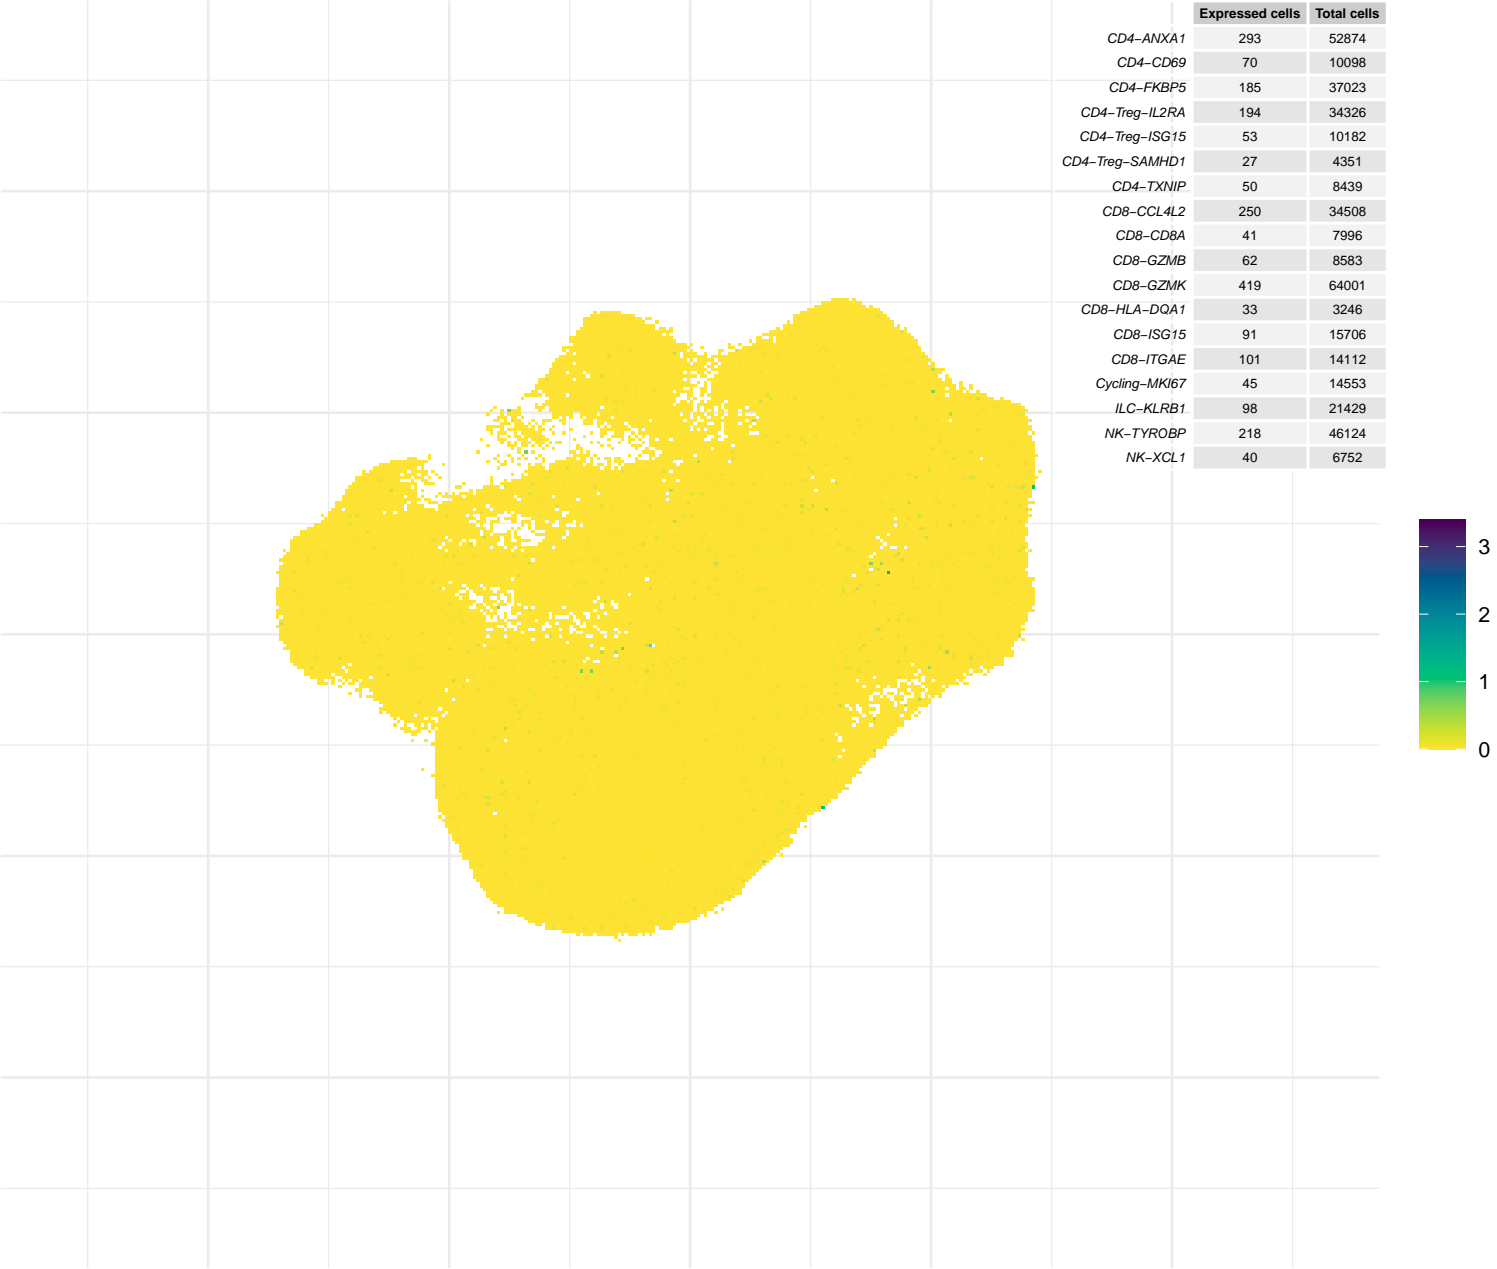 Expressed cells Total cells
CD4−ANXA1 293 52874
CD4−CD69 70 10098
CD4−FKBP5 185 37023
CD4−Treg−IL2RA 194 34326
CD4−Treg−ISG15 53 10182
CD4−Treg−SAMHD1 27 4351
CD4−TXNIP 50 8439
CD8−CCL4L2 250 34508
CD8−CD8A 41 7996
CD8−GZMB 62 8583
CD8−GZMK 419 64001
CD8−HLA−DQA1 33 3246
CD8−ISG15 91 15706
CD8−ITGAE 101 14112
Cycling−MKI67 45 14553
ILC−KLRB1 98 21429
NK−TYROBP 218 46124
NK−XCL1 40 6752
3
2
1
0